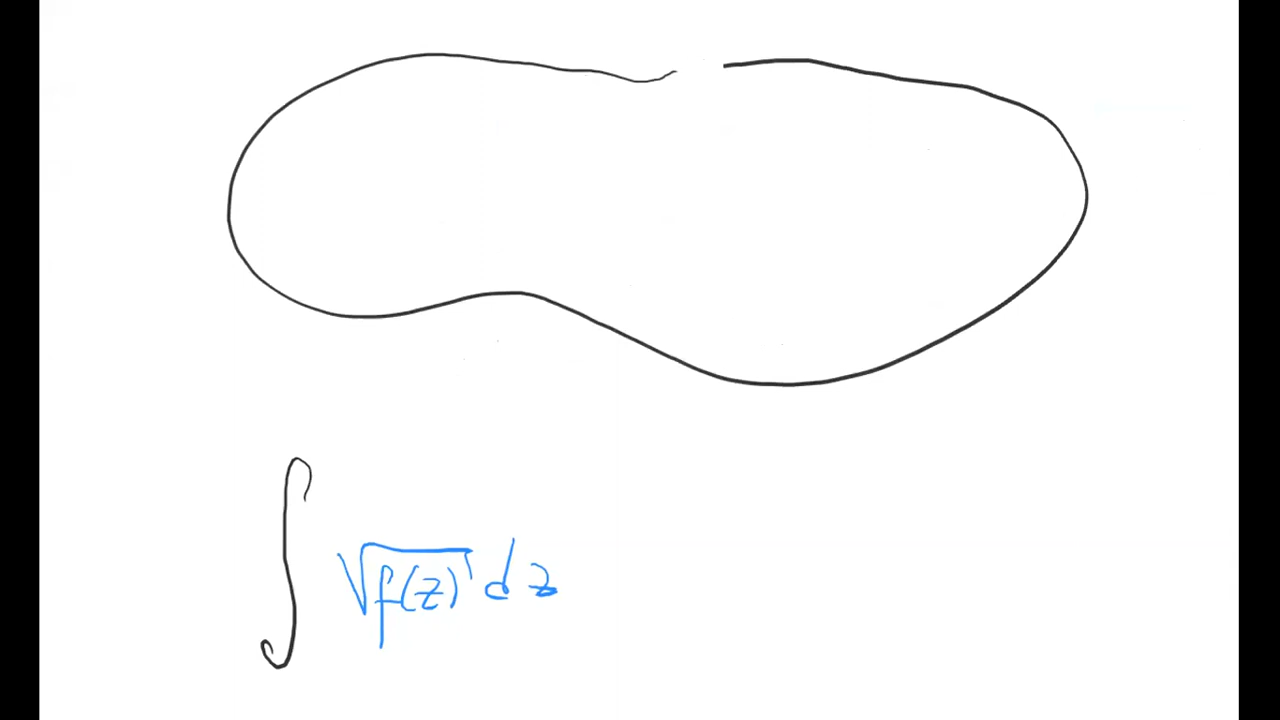 ∫ √f(z) dz